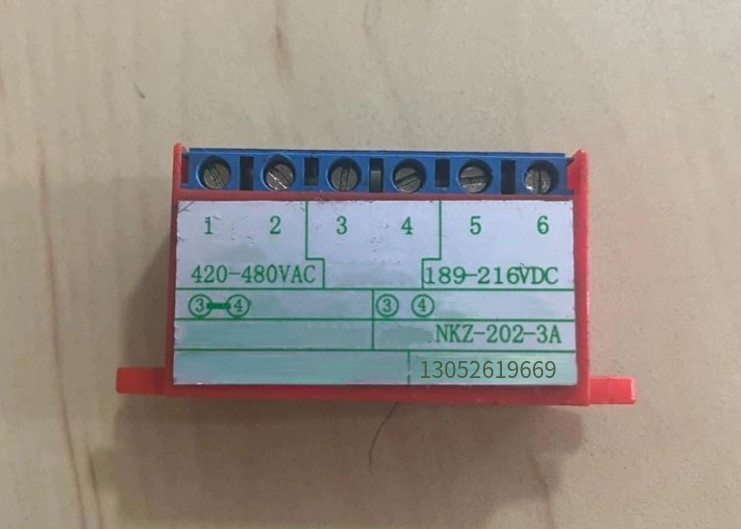 1 2 3 4 5 6
420-480VAC 189-216VDC
③ ④ ③ ④
NKZ-202-3A
13052619669